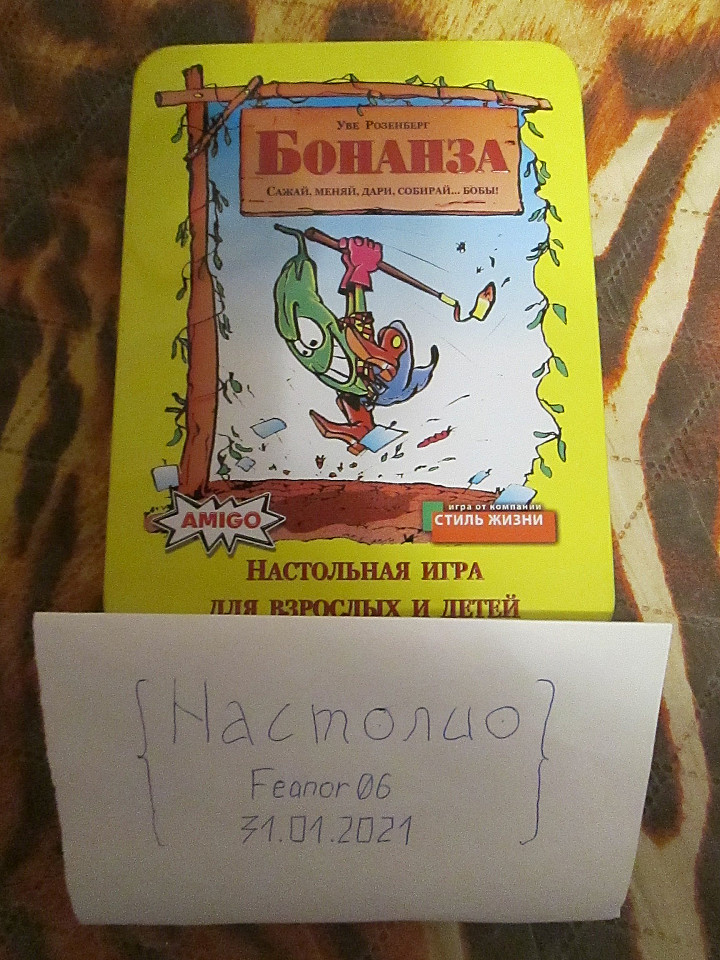 Уве Розенберг
Бонанза
Сажай, меняй, дари, собирай... бобы!
AMIGO
игра от компании
СТИЛЬ ЖИЗНИ
Настольная игра
для взрослых и детей
Настолио
Feanor06
31.01.2021